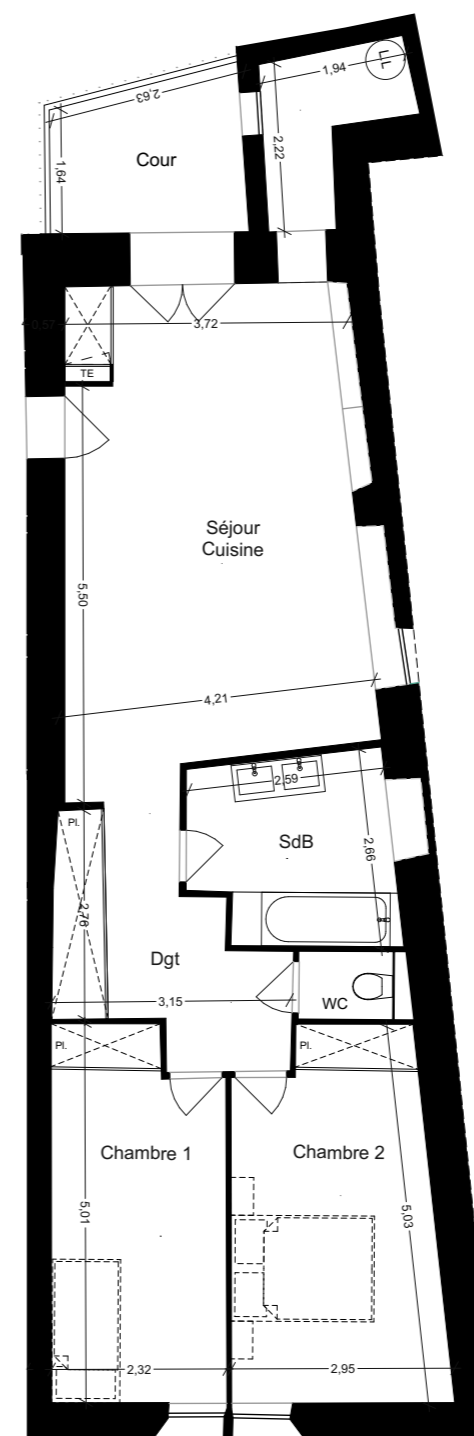 LLL
1,94
2,63
2,22
1,64
Cour
0,57
3,72
TE
Séjour
Cuisine
5,50
4,21
2,59
Pl.
SdB
2,66
2,76
Dgt
3,15
WC
Pl.
Pl.
Chambre 1
Chambre 2
5,01
5,03
2,32
2,95